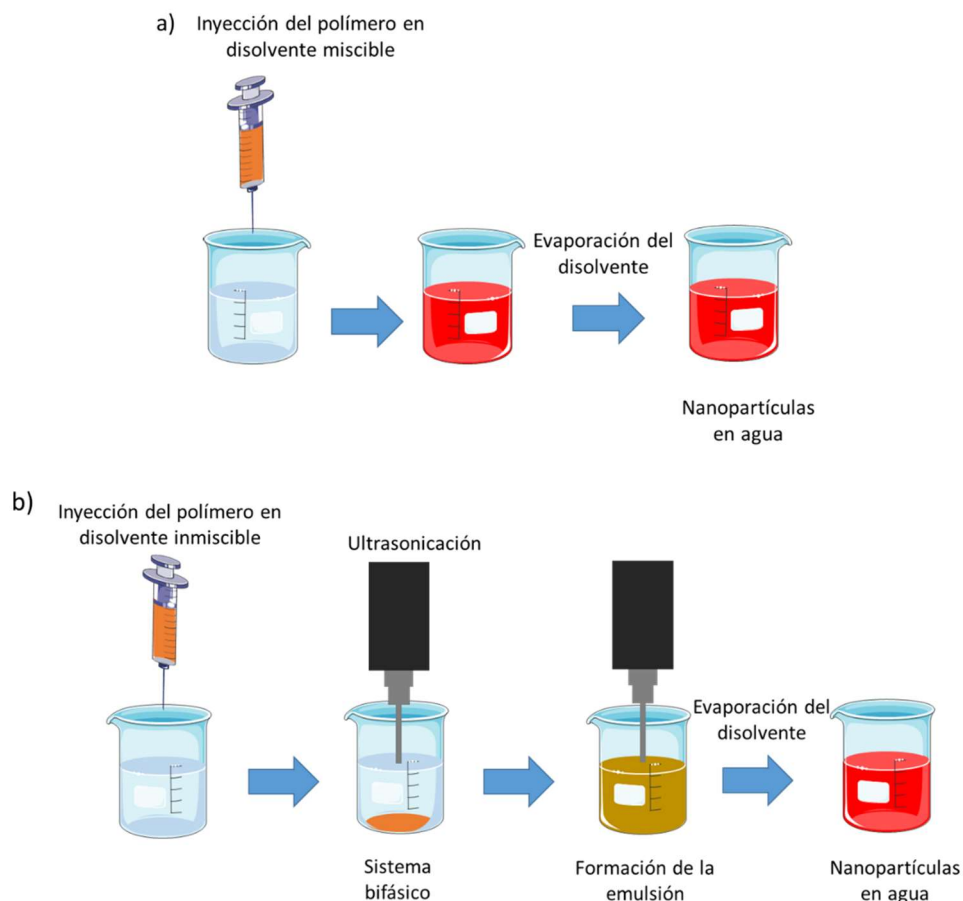 a)
Inyección del polímero en
disolvente miscible
Evaporación del
disolvente
Nanopartículas
en agua
b)
Inyección del polímero en
disolvente inmiscible
Ultrasonicación
Evaporación del
disolvente
Sistema
bifásico
Formación de la
emulsión
Nanopartículas
en agua